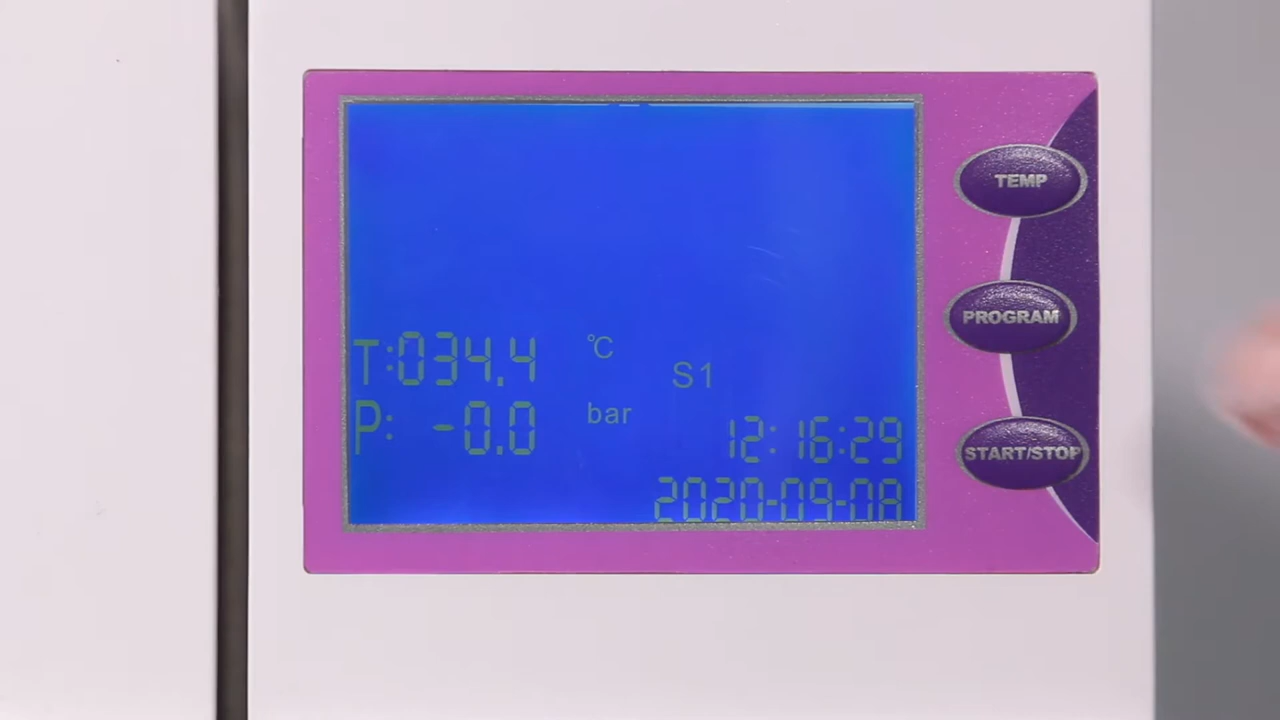 T:034.4 °C
S1
P: -0.0 bar
12:16:29
2020-09-08
TEMP
PROGRAM
START/STOP